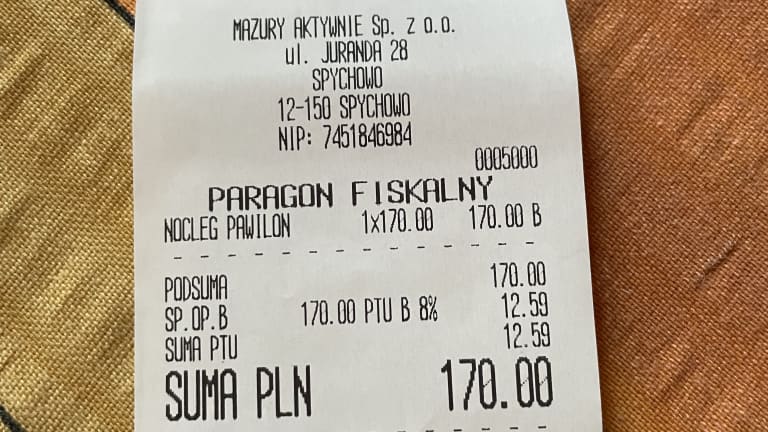 MAZURY AKTYWNIE Sp. z o.o.
ul. JURANDA 28
SPYCHOWO
12-150 SPYCHOWO
NIP: 7451846984
0005000
PARAGON FISKALNY
NOCLEG PAWILON 1x170.00 170.00 B
PODSUMA 170.00
SP.OP.B 170.00 PTU B 8% 12.59
SUMA PTU 12.59
SUMA PLN 170.00